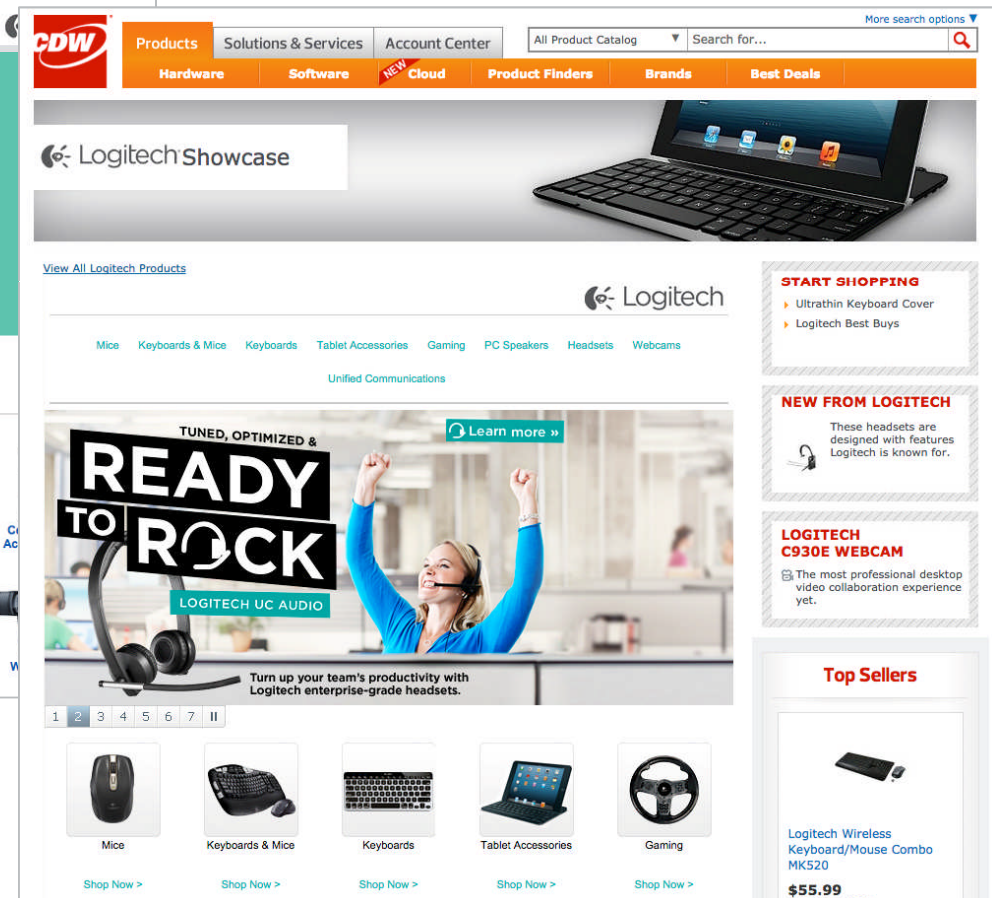 More search options ▼
CDW
Products
Solutions & Services
Account Center
All Product Catalog ▼
Search for...
Hardware
Software
NEW Cloud
Product Finders
Brands
Best Deals
Logitech Showcase
View All Logitech Products
Logitech
Mice
Keyboards & Mice
Keyboards
Tablet Accessories
Gaming
PC Speakers
Headsets
Webcams
Unified Communications
TUNED, OPTIMIZED &
READY
TO ROCK
LOGITECH UC AUDIO
Learn more »
Turn up your team's productivity with
Logitech enterprise-grade headsets.
1 2 3 4 5 6 7
Mice
Keyboards & Mice
Keyboards
Tablet Accessories
Gaming
Shop Now >
Shop Now >
Shop Now >
Shop Now >
Shop Now >
START SHOPPING
Ultrathin Keyboard Cover
Logitech Best Buys
NEW FROM LOGITECH
These headsets are
designed with features
Logitech is known for.
LOGITECH
C930E WEBCAM
The most professional desktop
video collaboration experience
yet.
Top Sellers
Logitech Wireless
Keyboard/Mouse Combo
MK520
$55.99